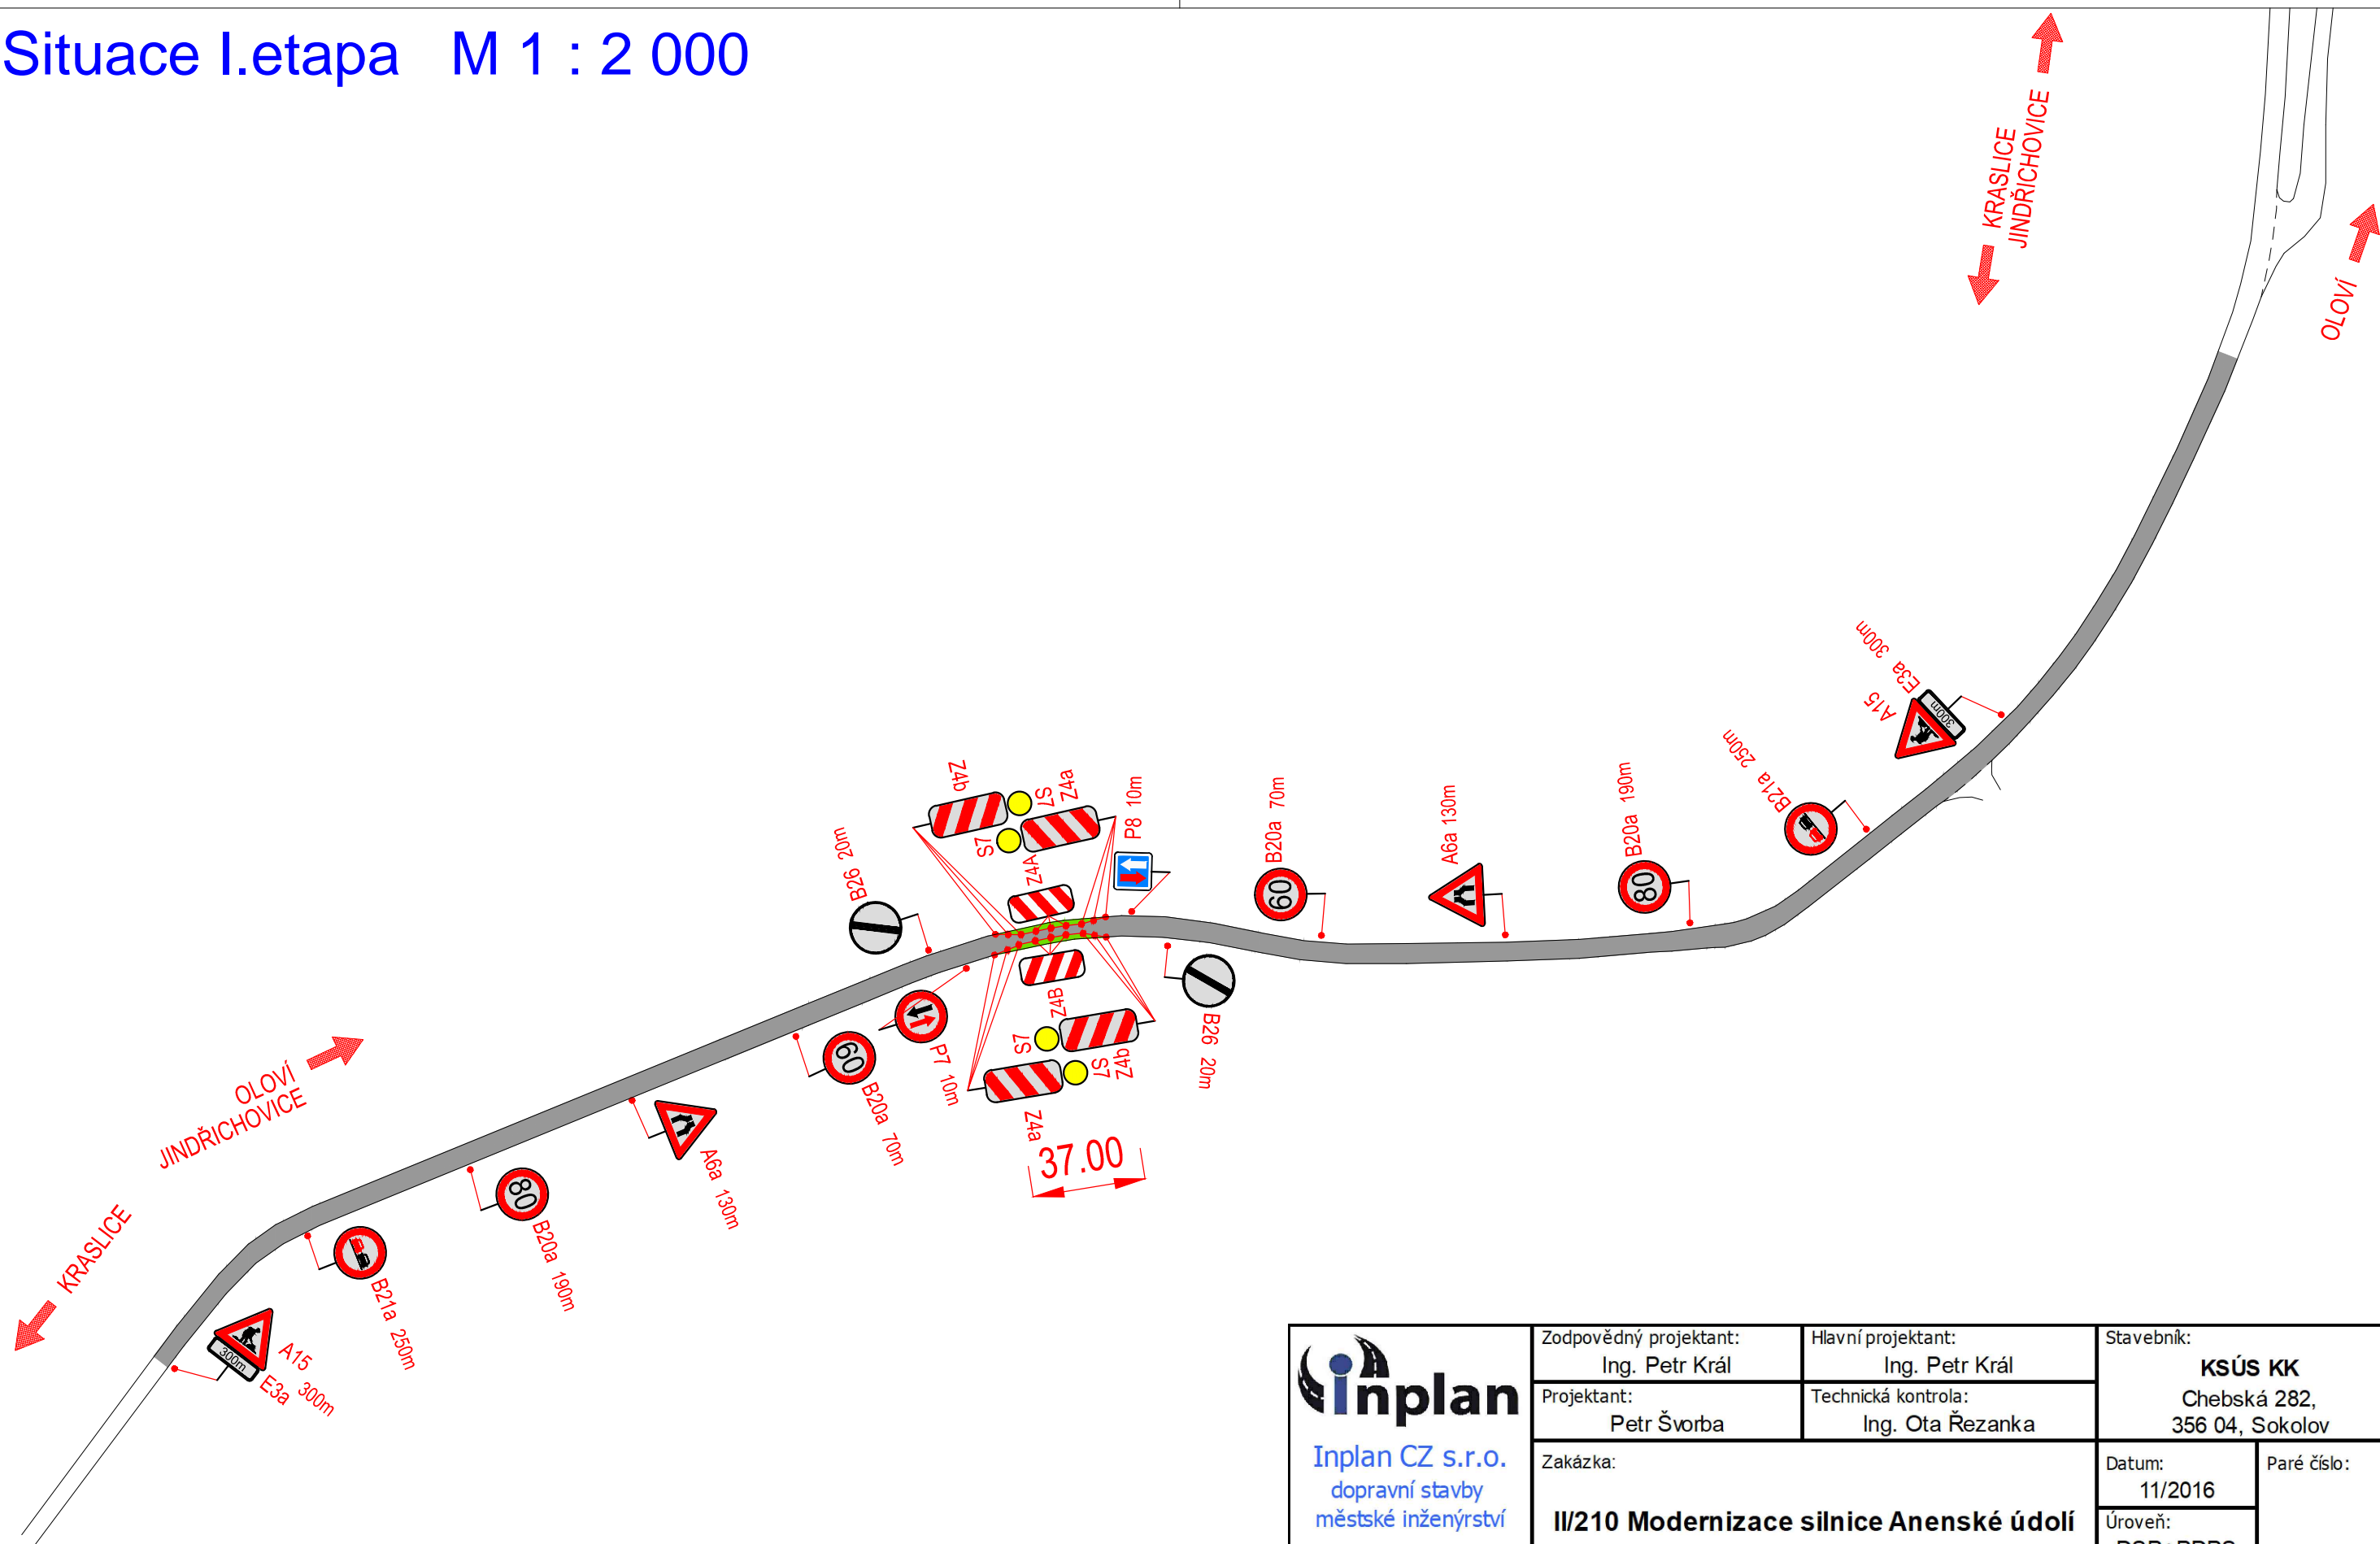 Situace I.etapa M 1 : 2 000
KRASLICE
JINDŘICHOVICE
OLOVÍ
E3a 300m
A15
300m
B21a 250m
B20a 190m
80
A6a 130m
B20a 70m
60
P8 10m
Z4b
S7
Z4a
S7
Z4A
B26 20m
Z4B
B26 20m
S7
S7
Z4b
Z4a
37.00
P7 10m
60
B20a 70m
A6a 130m
80
B20a 190m
B21a 250m
A15
E3a 300m
300m
OLOVÍ
JINDŘICHOVICE
KRASLICE
inplan
Inplan CZ s.r.o.
dopravní stavby
městské inženýrství
Zodpovědný projektant:
Ing. Petr Král
Hlavní projektant:
Ing. Petr Král
Stavebník:
KSÚS KK
Chebská 282,
356 04, Sokolov
Projektant:
Petr Švorba
Technická kontrola:
Ing. Ota Řezanka
Zakázka:
II/210 Modernizace silnice Anenské údolí
Datum:
11/2016
Paré číslo:
Úroveň: